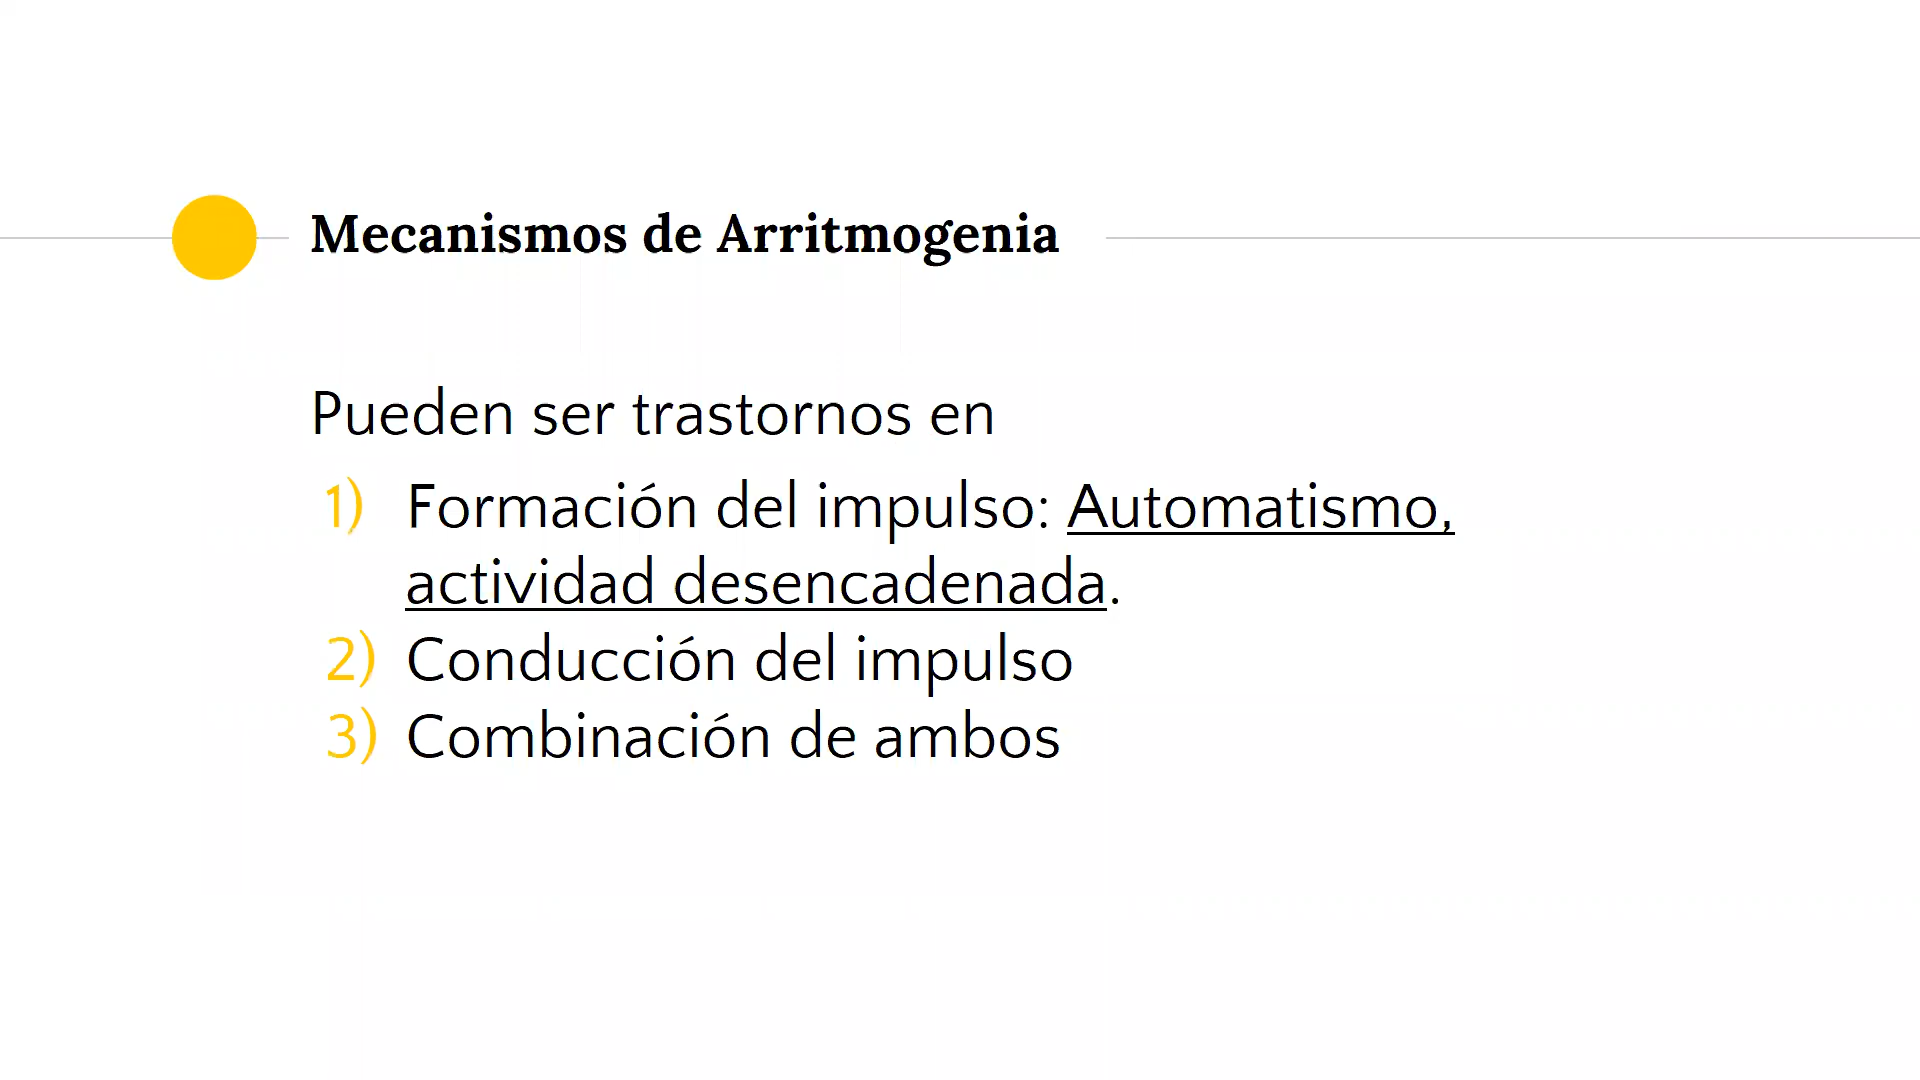 Mecanismos de Arritmogenia
Pueden ser trastornos en
1) Formación del impulso: Automatismo,
actividad desencadenada.
2) Conducción del impulso
3) Combinación de ambos